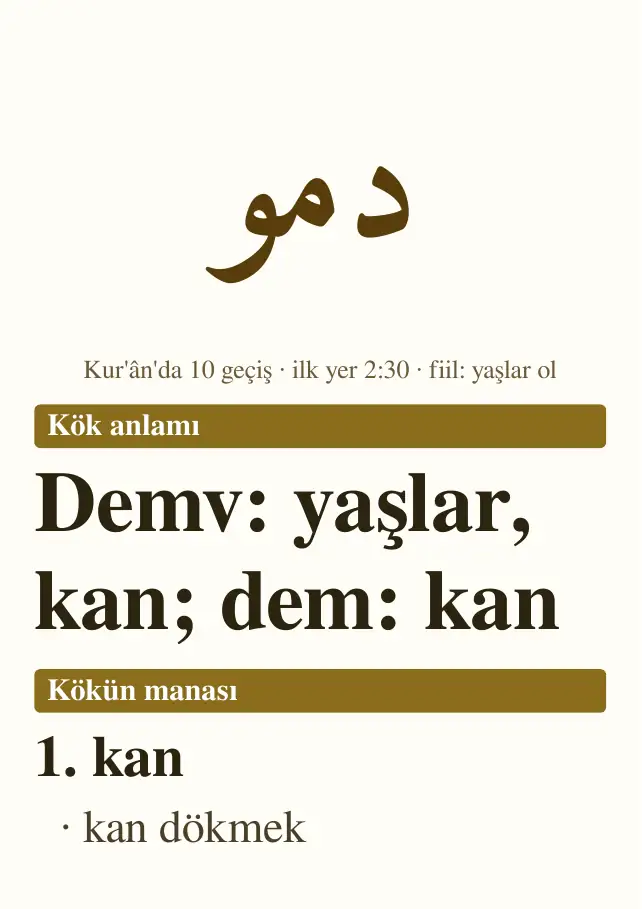 دمو
Kur'ân'da 10 geçiş · ilk yer 2:30 · fiil: yaşlar ol
Kök anlamı
Demv: yaşlar,
kan; dem: kan
Kökün manası
1. kan
· kan dökmek